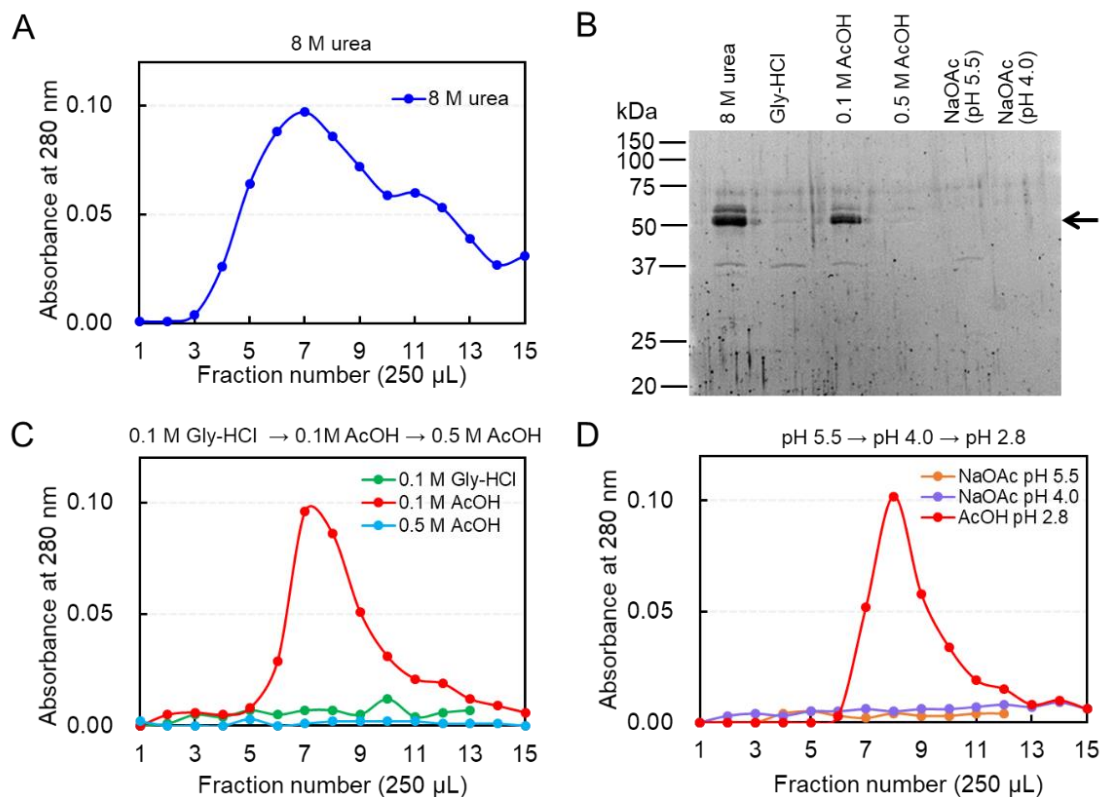 A
8 M urea
8 M urea
Absorbance at 280 nm
0.10
0.05
0.00
1 3 5 7 9 11 13 15
Fraction number (250 µL)
B
kDa
8 M urea
Gly-HCl
0.1 M AcOH
0.5 M AcOH
NaOAc
(pH 5.5)
NaOAc
(pH 4.0)
150
100
75
50
37
25
20
C
0.1 M Gly-HCl → 0.1M AcOH → 0.5 M AcOH
0.1 M Gly-HCl
0.1 M AcOH
0.5 M AcOH
Absorbance at 280 nm
0.10
0.05
0.00
1 3 5 7 9 11 13 15
Fraction number (250 µL)
D
pH 5.5 → pH 4.0 → pH 2.8
NaOAc pH 5.5
NaOAc pH 4.0
AcOH pH 2.8
Absorbance at 280 nm
0.10
0.05
0.00
1 3 5 7 9 11 13 15
Fraction number (250 µL)